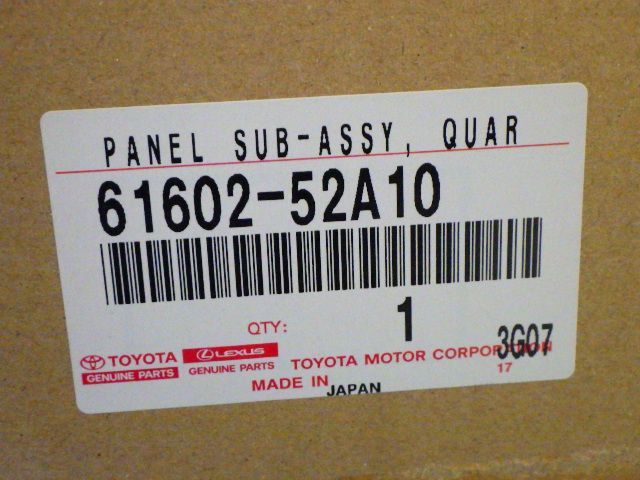 PANEL SUB-ASSY, QUAR
61602-52A10
QTY: 1
3G07
TOYOTA LEXUS TOYOTA MOTOR CORPORATION
GENUINE PARTS GENUINE PARTS 17
MADE IN JAPAN